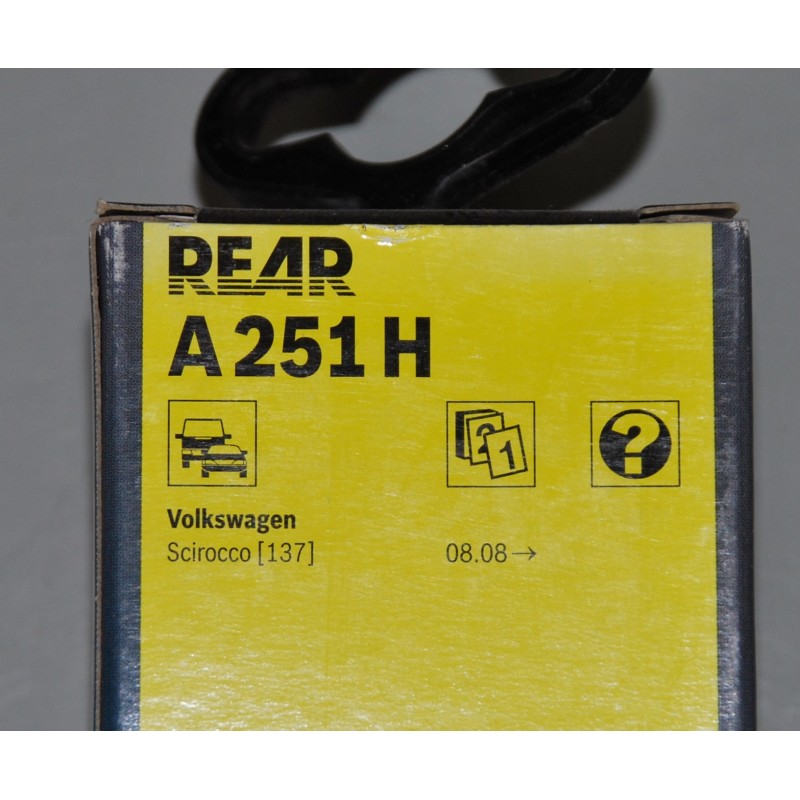 REAR
A 251 H
2 1 ?
Volkswagen
Scirocco [137] 08.08→